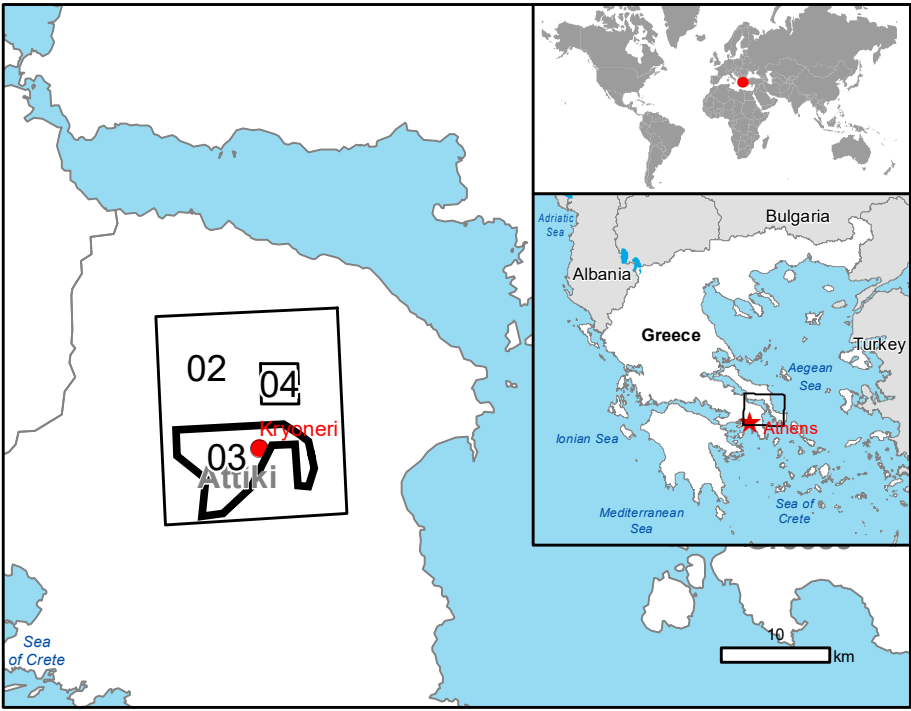 02
04
Kryoneri
03
Attiki
Sea
of Crete
Adriatic
Sea
Bulgaria
Albania
Greece
Turkey
Aegean
Sea
Athens
Ionian Sea
Mediterranean
Sea
Sea of
Crete
Greece
10
km